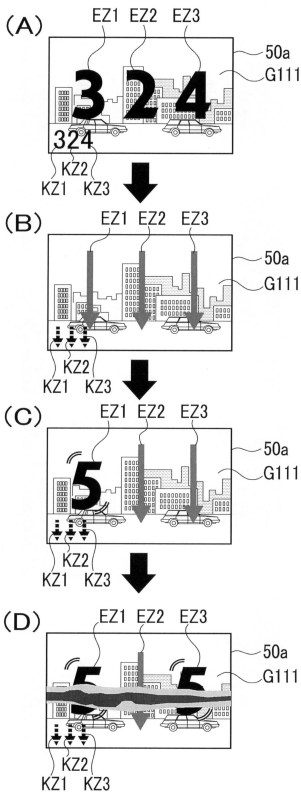 (A)
EZ1 EZ2 EZ3
50a
G111
3 2 4
324
KZ1 KZ2 KZ3
(B)
EZ1 EZ2 EZ3
50a
G111
KZ1 KZ2 KZ3
(C)
EZ1 EZ2 EZ3
50a
G111
5
KZ1 KZ2 KZ3
(D)
EZ1 EZ2 EZ3
50a
G111
5 5
KZ1 KZ2 KZ3